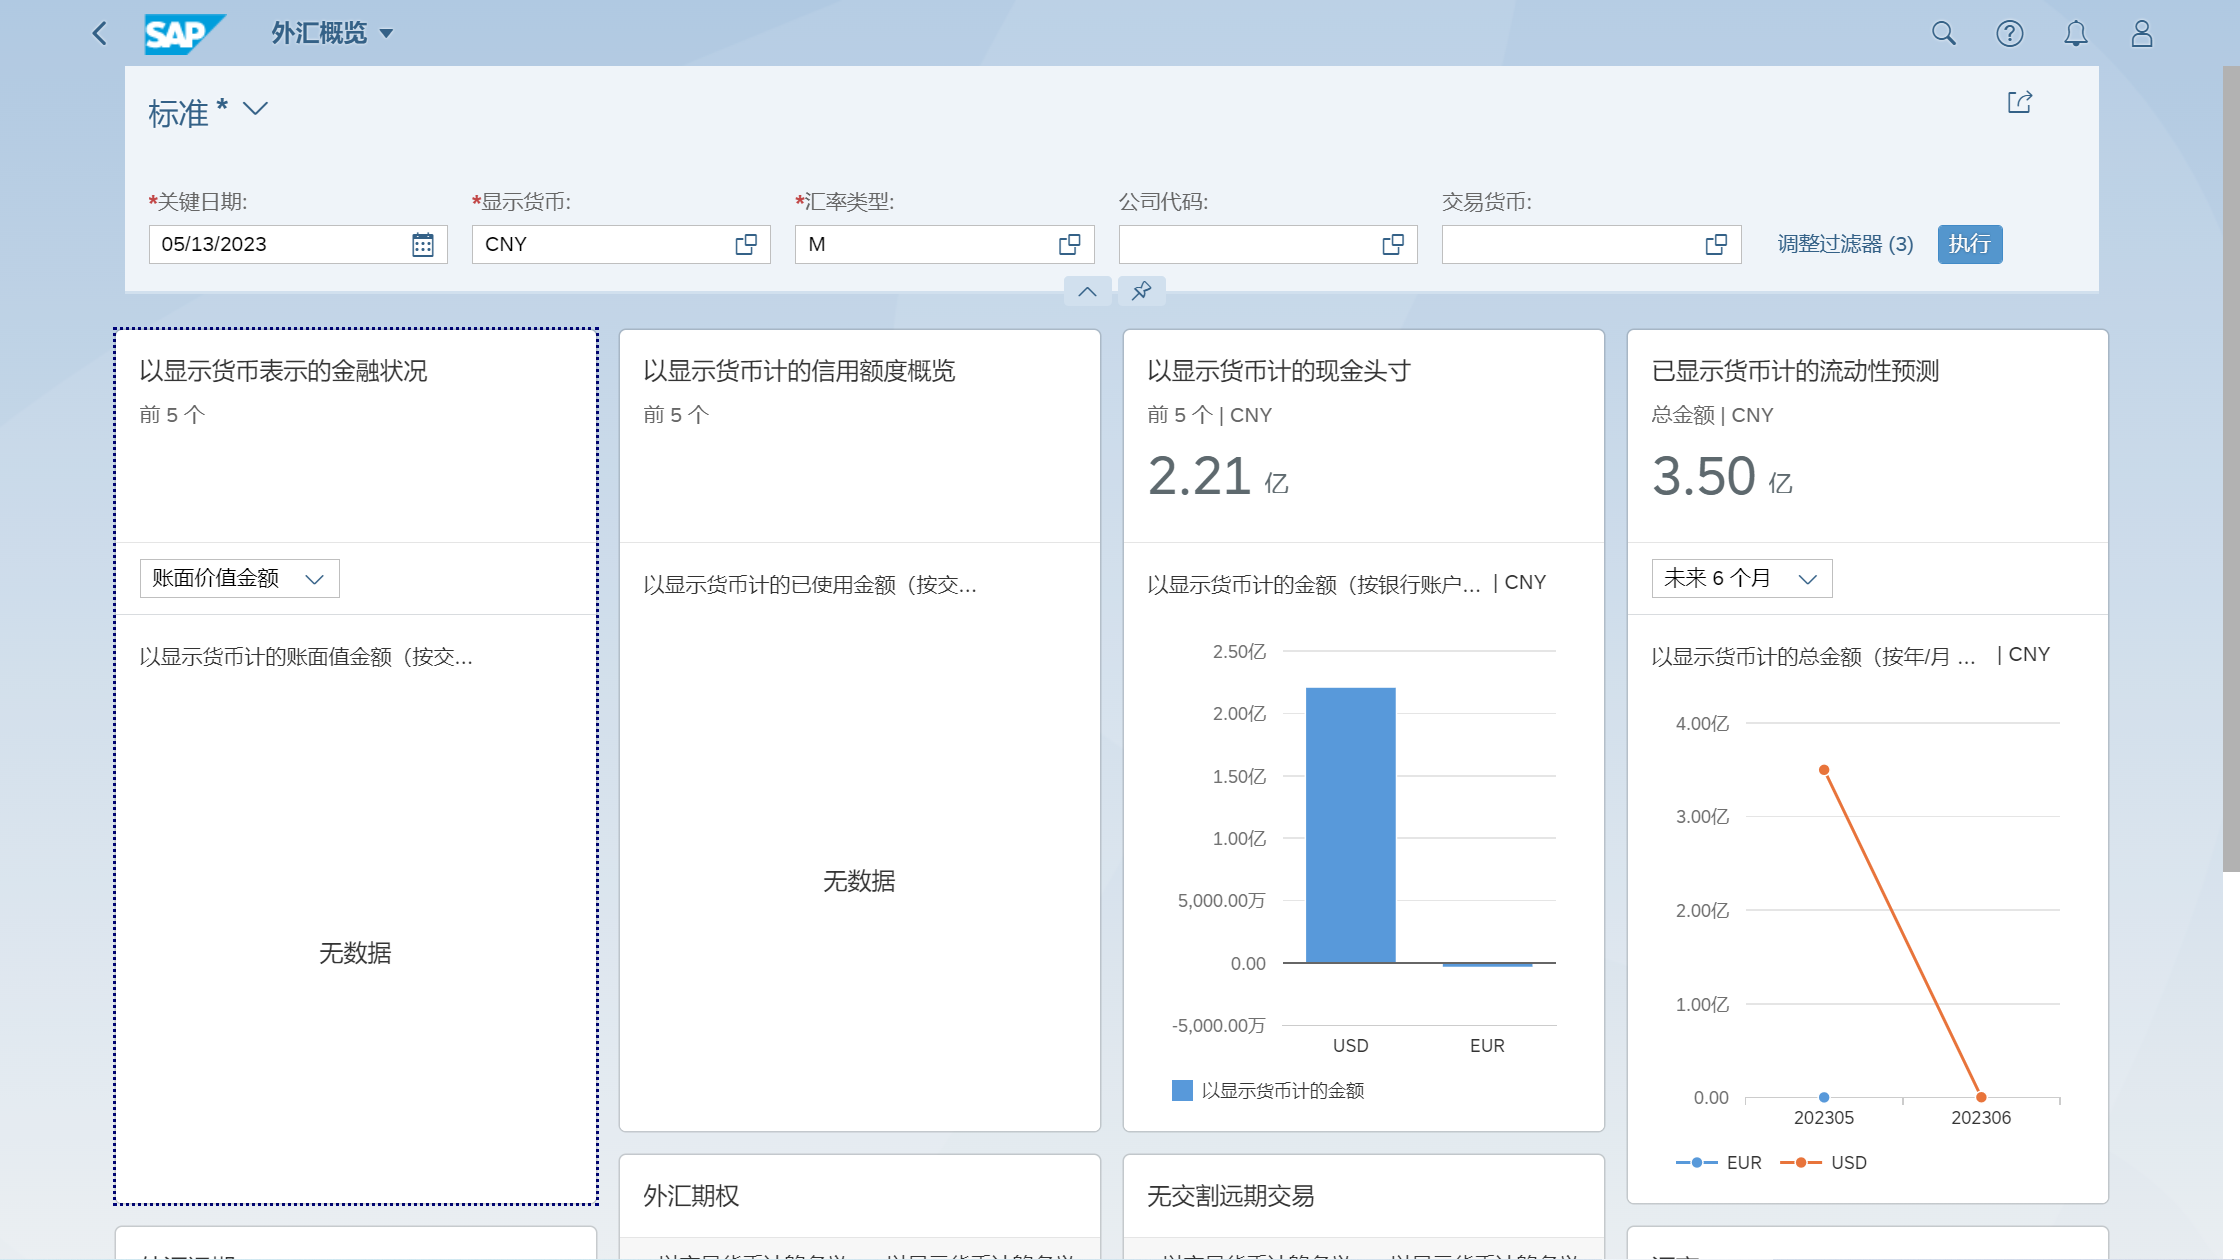 SAP 外汇概览
标准 *
*关键日期:
*显示货币:
*汇率类型:
公司代码:
交易货币:
05/13/2023
CNY
M
调整过滤器 (3)
执行
以显示货币表示的金融状况
前 5 个
账面价值金额
以显示货币计的账面值金额（按交...
无数据
以显示货币计的信用额度概览
前 5 个
以显示货币计的已使用金额（按交...
无数据
以显示货币计的现金头寸
前 5 个 | CNY
2.21 亿
以显示货币计的金额（按银行账户... | CNY
2.50亿
2.00亿
1.50亿
1.00亿
5,000.00万
0.00
-5,000.00万
USD
EUR
以显示货币计的金额
已显示货币计的流动性预测
总金额 | CNY
3.50 亿
未来 6 个月
以显示货币计的总金额（按年/月 ... | CNY
4.00亿
3.00亿
2.00亿
1.00亿
0.00
202305
202306
EUR
USD
外汇期权
无交割远期交易